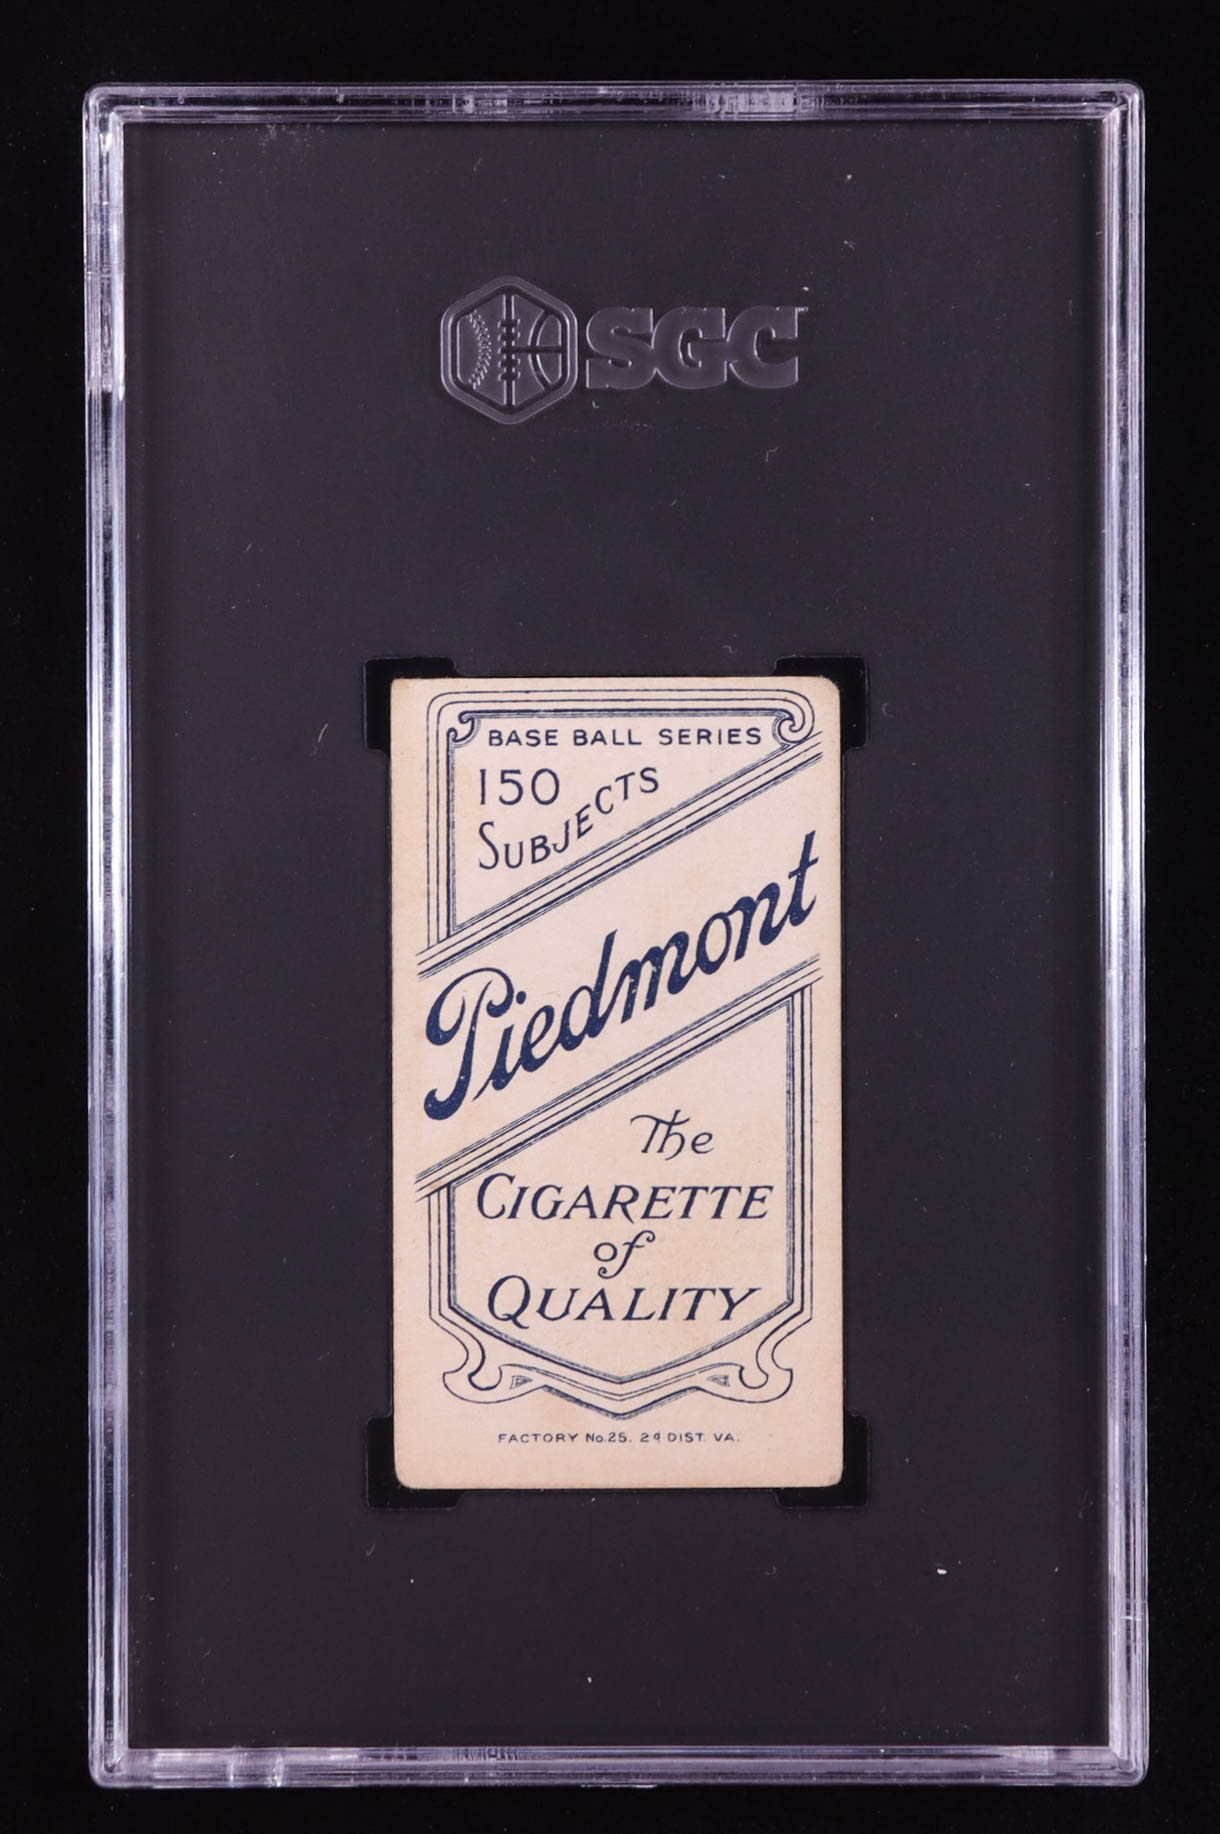 SGC
BASE BALL SERIES
150
SUBJECTS
Piedmont
The
CIGARETTE
of
QUALITY
FACTORY No.25. 2d DIST. VA.